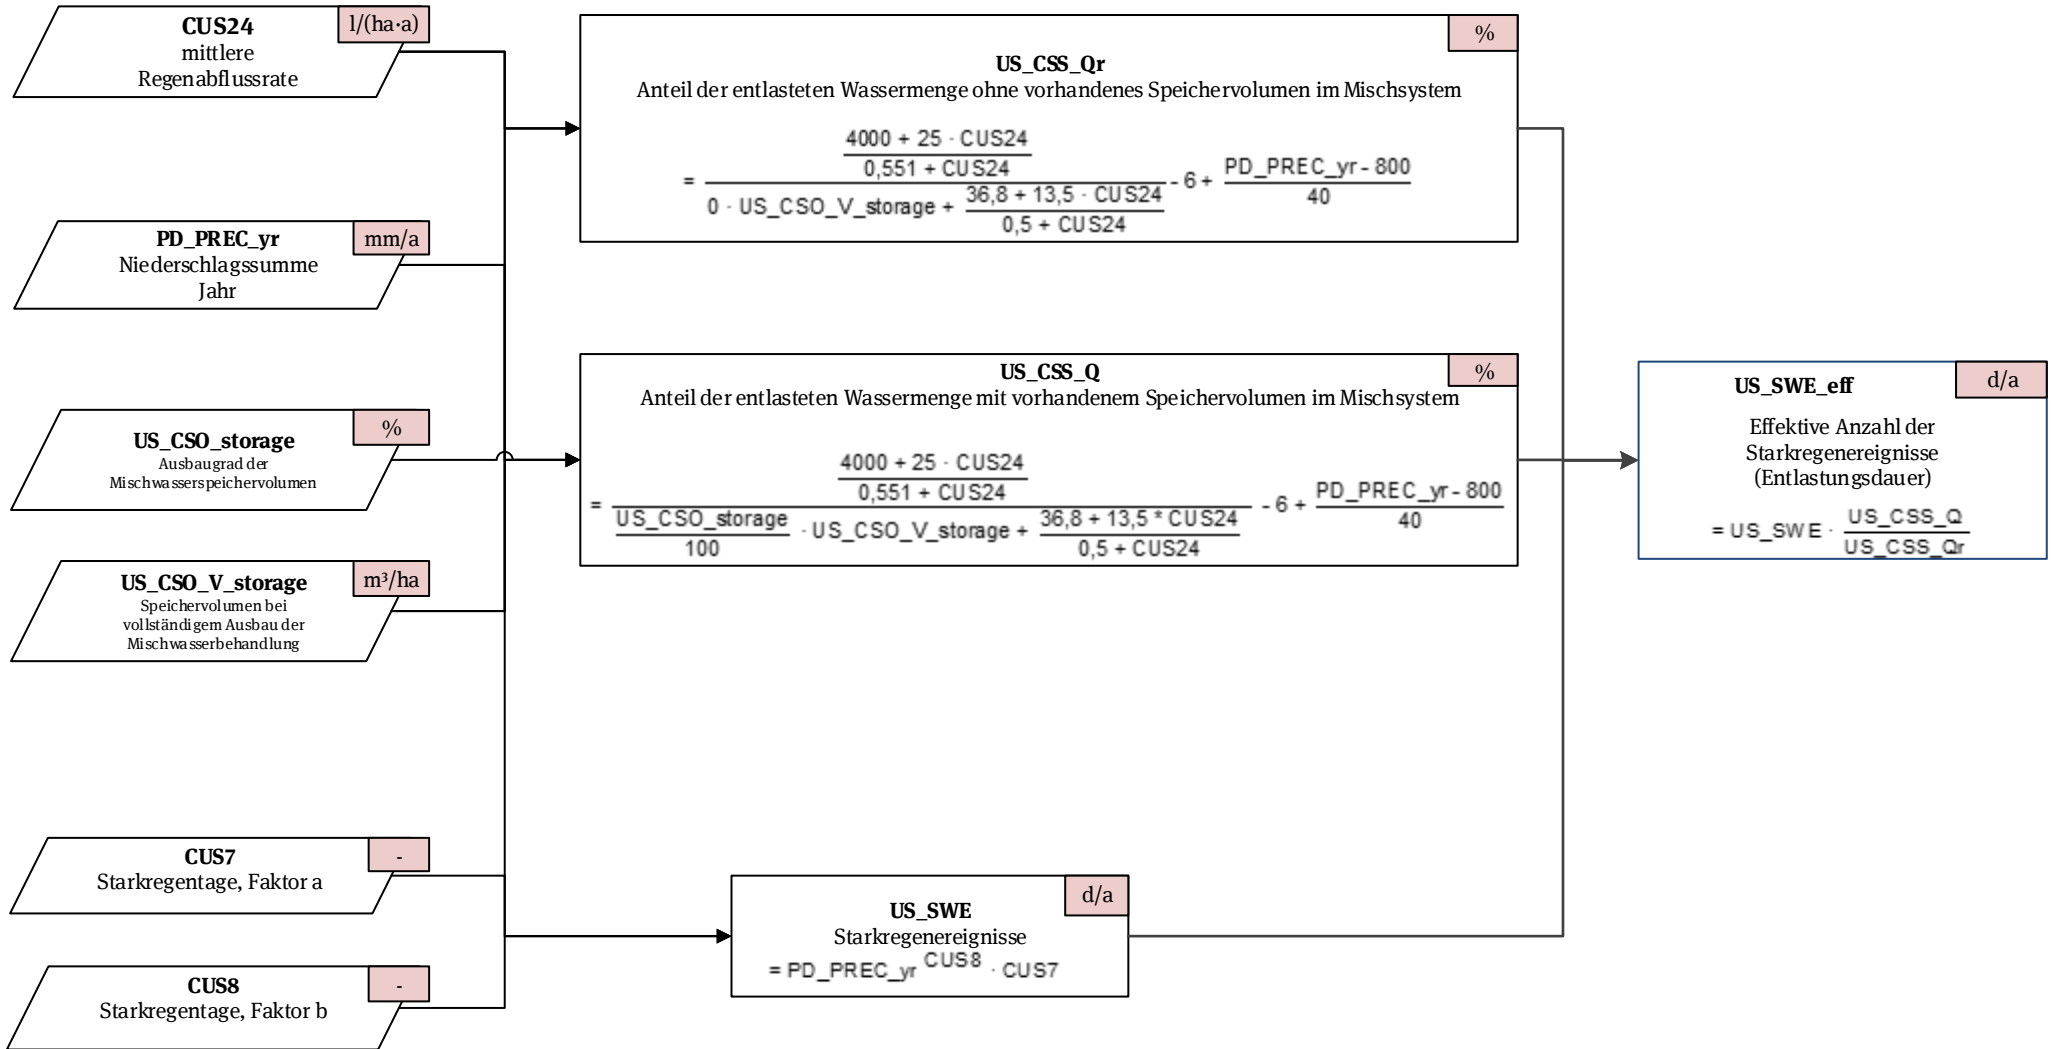 CUS24
l/(ha·a)
mittlere
Regenabflussrate
PD_PREC_yr
mm/a
Niederschlagssumme
Jahr
US_CSO_storage
%
Ausbaugrad der
Mischwasserspeichervolumen
US_CSO_V_storage
m³/ha
Speichervolumen bei
vollständigem Ausbau der
Mischwasserbehandlung
CUS7
-
Starkregentage, Faktor a
CUS8
-
Starkregentage, Faktor b
%
US_CSS_Qr
Anteil der entlasteten Wassermenge ohne vorhandenes Speichervolumen im Mischsystem
4000 + 25 · CUS24
0,551 + CUS24
= - 6 + PD_PREC_yr - 800
40
0 · US_CSO_V_storage + 36,8 + 13,5 · CUS24
0,5 + CUS24
US_CSS_Q
%
Anteil der entlasteten Wassermenge mit vorhandenem Speichervolumen im Mischsystem
4000 + 25 · CUS24
0,551 + CUS24
= - 6 + PD_PREC_yr - 800
40
US_CSO_storage
100
· US_CSO_V_storage + 36,8 + 13,5 * CUS24
0,5 + CUS24
US_SWE
d/a
Starkregenereignisse
= PD_PREC_yr CUS8 · CUS7
US_SWE_eff
d/a
Effektive Anzahl der
Starkregenereignisse
(Entlastungsdauer)
= US_SWE · US_CSS_Q
US_CSS_Qr